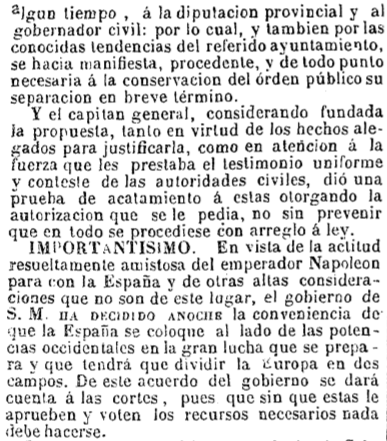 algun tiempo, á la diputacion provincial y al
gobernador civil: por lo cual, y tambien por las
conocidas tendencias del referido ayuntamiento,
se hacia manifiesta, procedente, y de todo punto
necesaria á la conservacion del órden público su
separacion en breve término.
Y el capitan general, considerando fundada
la propuesta, tanto en virtud de los hechos ale-
gados para justificarla, como en atencion á la
fuerza que les prestaba el testimonio uniforme
y conteste de las autoridades civiles, dió una
prueba de acatamiento á estas otorgando la
autorizacion que se le pedia, no sin prevenir
que en todo se procediese con arreglo á ley.
IMPORTANTISIMO. En vista de la actitud
resueltamente amistosa del emperador Napoleon
para con la España y de otras altas considera-
ciones que no son de este lugar, el gobierno de
S. M. HA DECIDIDO ANOCHE la conveniencia de
que la España se coloque al lado de las poten-
cias occidentales en la gran lucha que se prepa-
ra y que tendrá que dividir la Europa en dos
campos. De este acuerdo del gobierno se dará
cuenta á las cortes, pues que sin que estas le
aprueben y voten los recursos necesarios nada
debe hacerse.